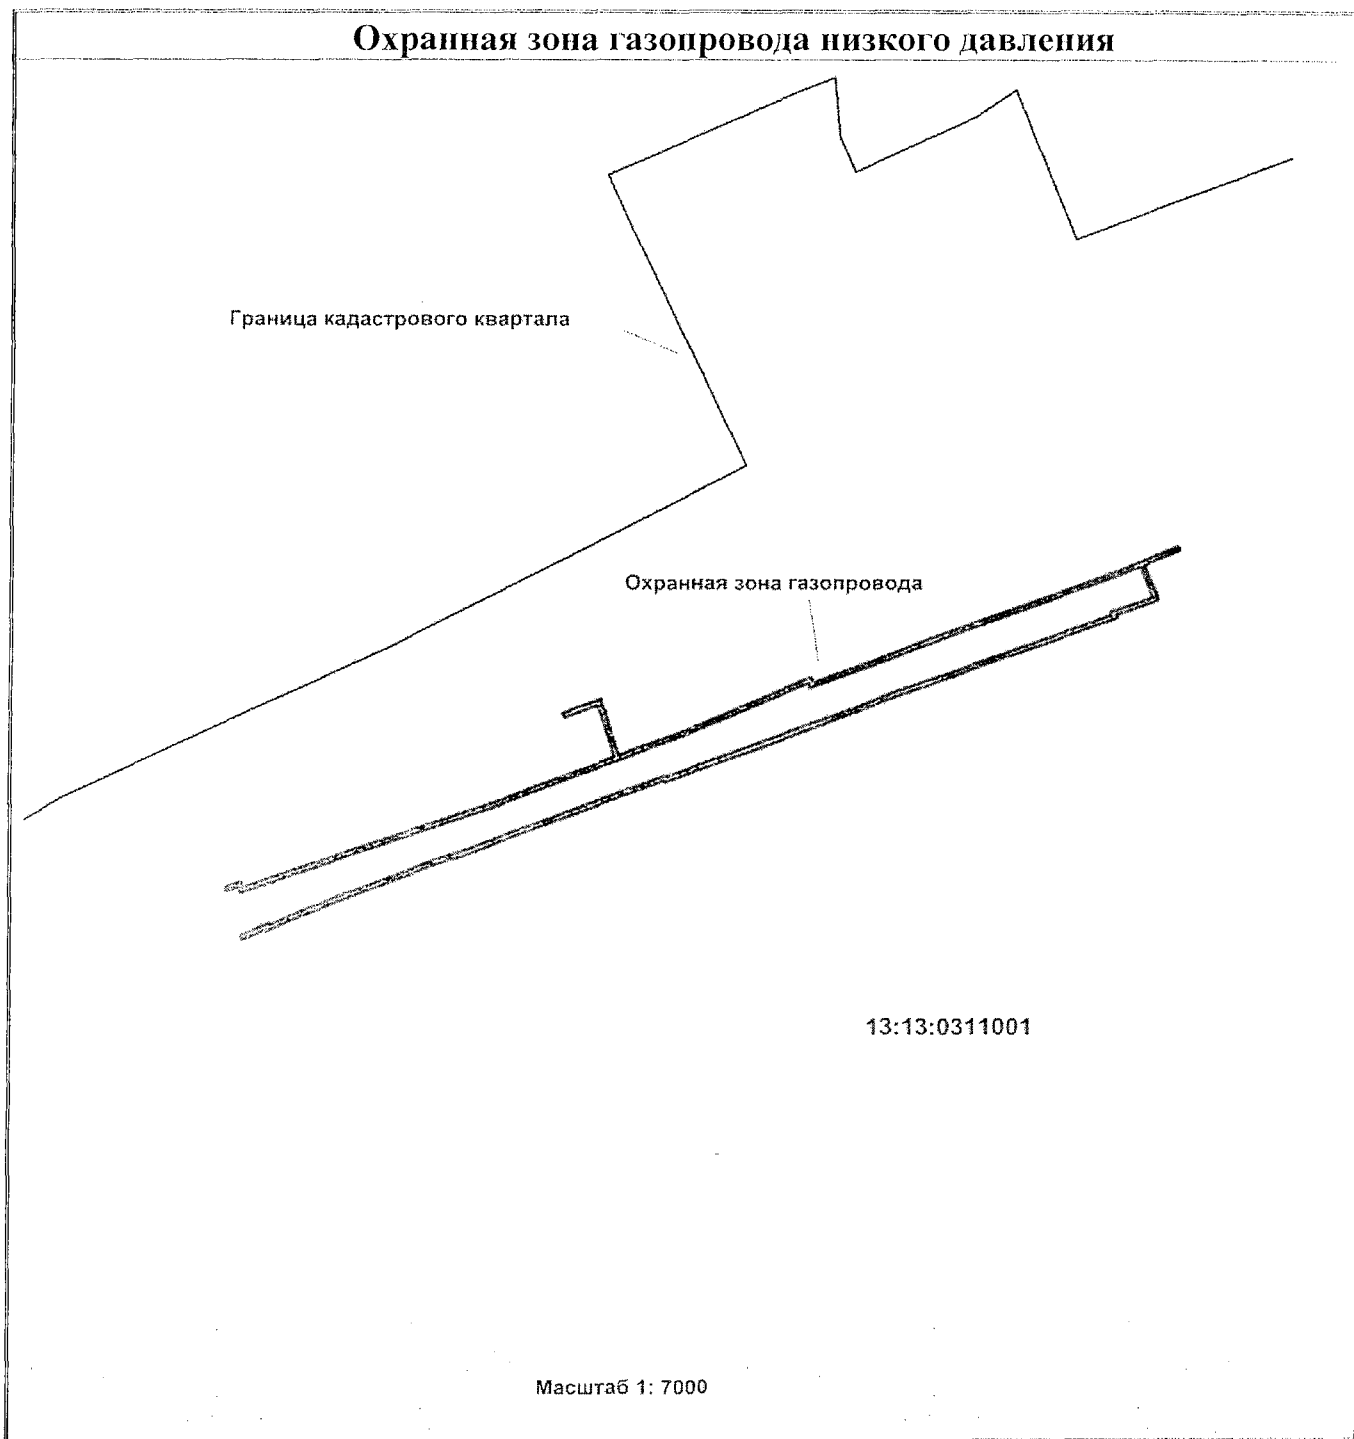 Охранная зона газопровода низкого давления
Граница кадастрового квартала
Охранная зона газопровода
13:13:0311001
Масштаб 1: 7000